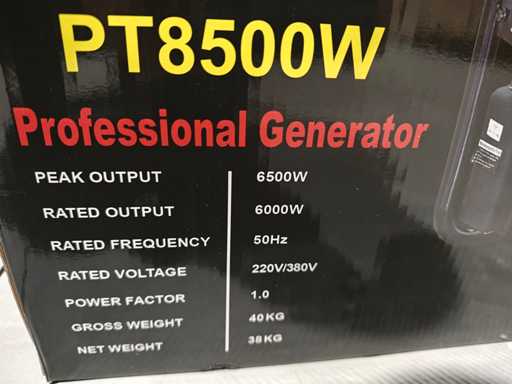 PT8500W
Professional Generator
PEAK OUTPUT 6500W
RATED OUTPUT 6000W
RATED FREQUENCY 50Hz
RATED VOLTAGE 220V/380V
POWER FACTOR 1.0
GROSS WEIGHT 40KG
NET WEIGHT 38KG